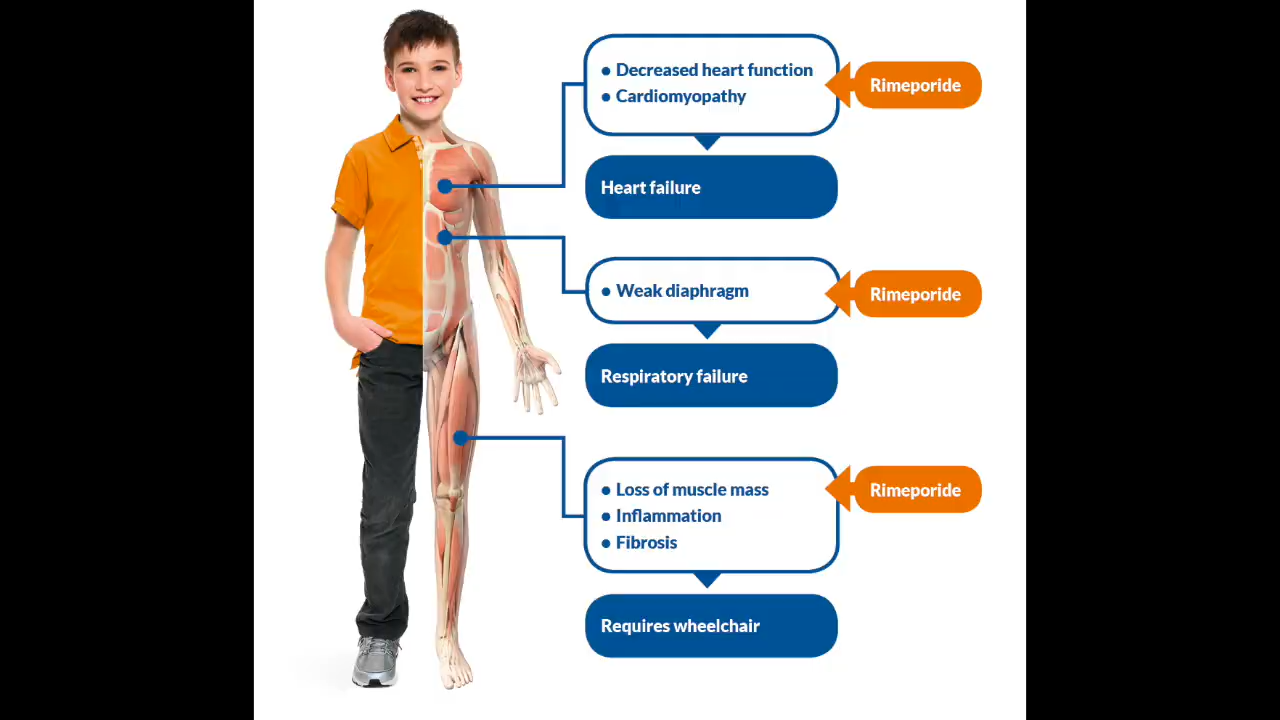 • Decreased heart function
• Cardiomyopathy
Rimeporide
Heart failure
• Weak diaphragm
Rimeporide
Respiratory failure
• Loss of muscle mass
• Inflammation
• Fibrosis
Rimeporide
Requires wheelchair